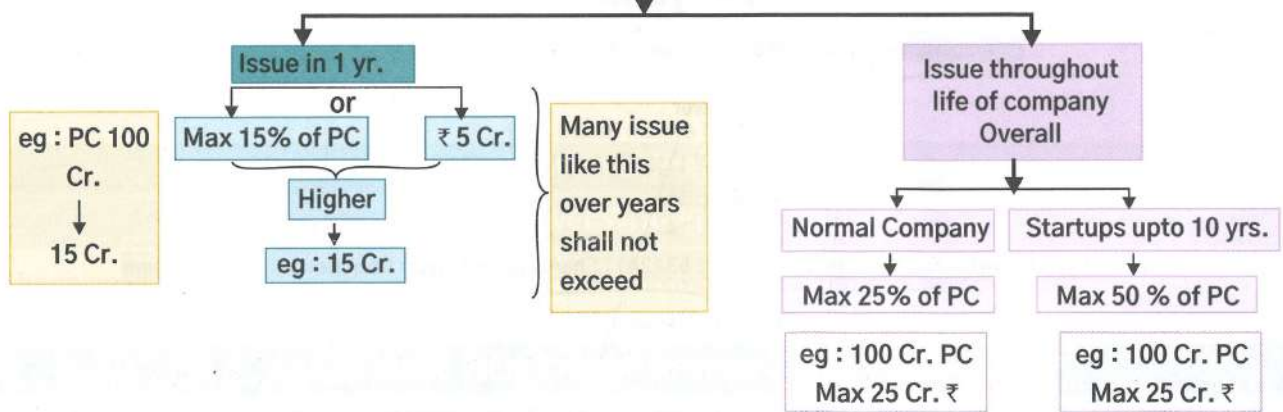 Issue in 1 yr.
or
eg : PC 100
Cr.
15 Cr.
Max 15% of PC
₹ 5 Cr.
Higher
eg : 15 Cr.
Many issue
like this
over years
shall not
exceed
Issue throughout
life of company
Overall
Normal Company
Startups upto 10 yrs.
Max 25% of PC
Max 50 % of PC
eg : 100 Cr. PC
Max 25 Cr. ₹
eg : 100 Cr. PC
Max 25 Cr. ₹